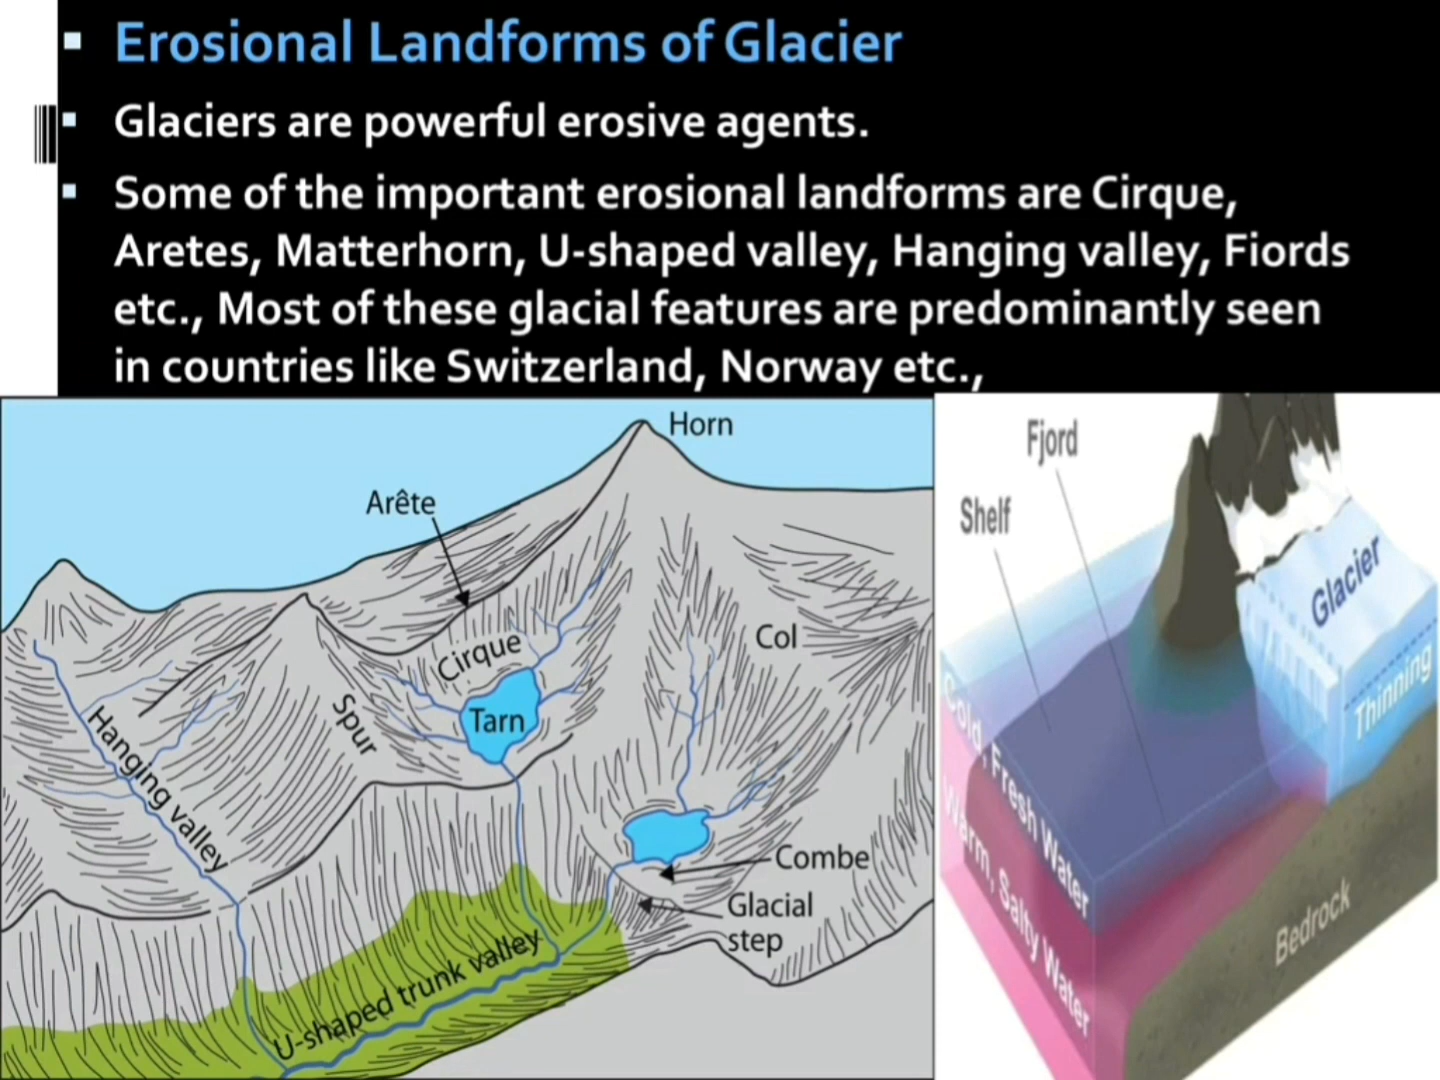 Erosional Landforms of Glacier
Glaciers are powerful erosive agents.
Some of the important erosional landforms are Cirque,
Aretes, Matterhorn, U-shaped valley, Hanging valley, Fiords
etc., Most of these glacial features are predominantly seen
in countries like Switzerland, Norway etc.,
Horn
Arête
Cirque
Col
Tarn
Spur
Hanging valley
Combe
Glacial
step
U-shaped trunk valley
Fjord
Shelf
Glacier
Thinning
Cold, Fresh Water
Warm, Salty Water
Bedrock